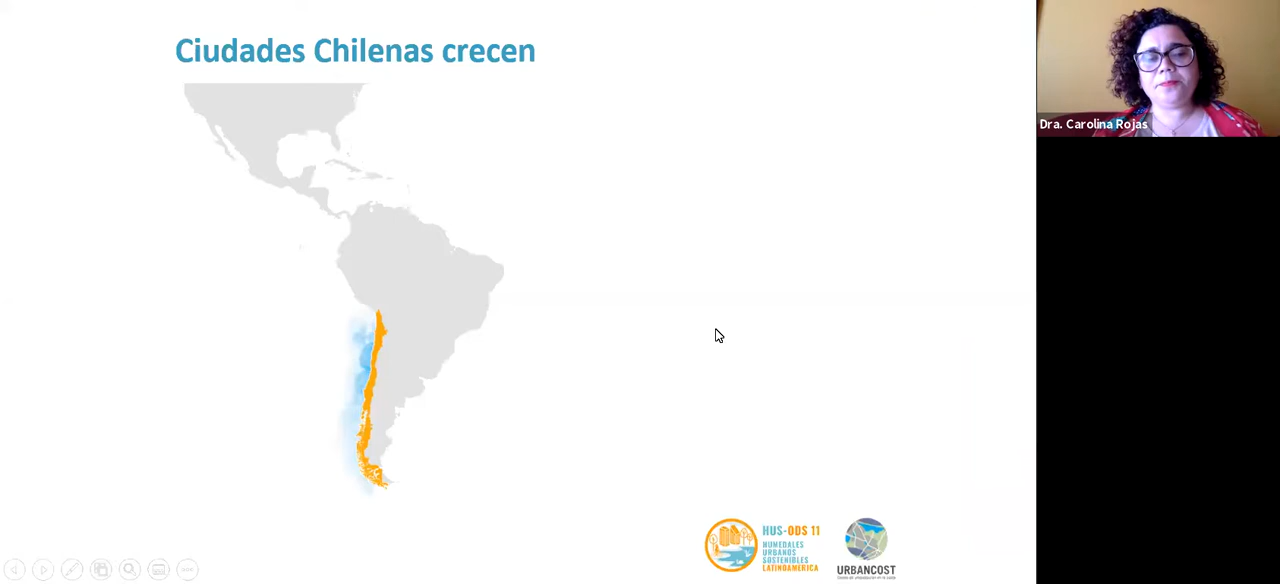 Ciudades Chilenas crecen
Dra. Carolina Rojas
HUS-ODS 11
HUMEDALES
URBANOS
SOSTENIBLES
LATINOAMÉRICA
URBANCOST